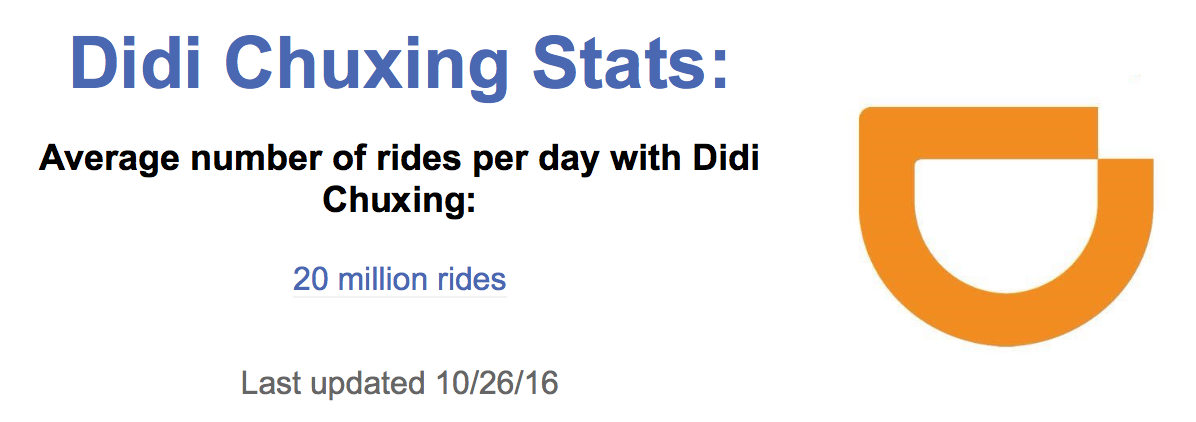 Didi Chuxing Stats:
Average number of rides per day with Didi
Chuxing:
20 million rides
Last updated 10/26/16